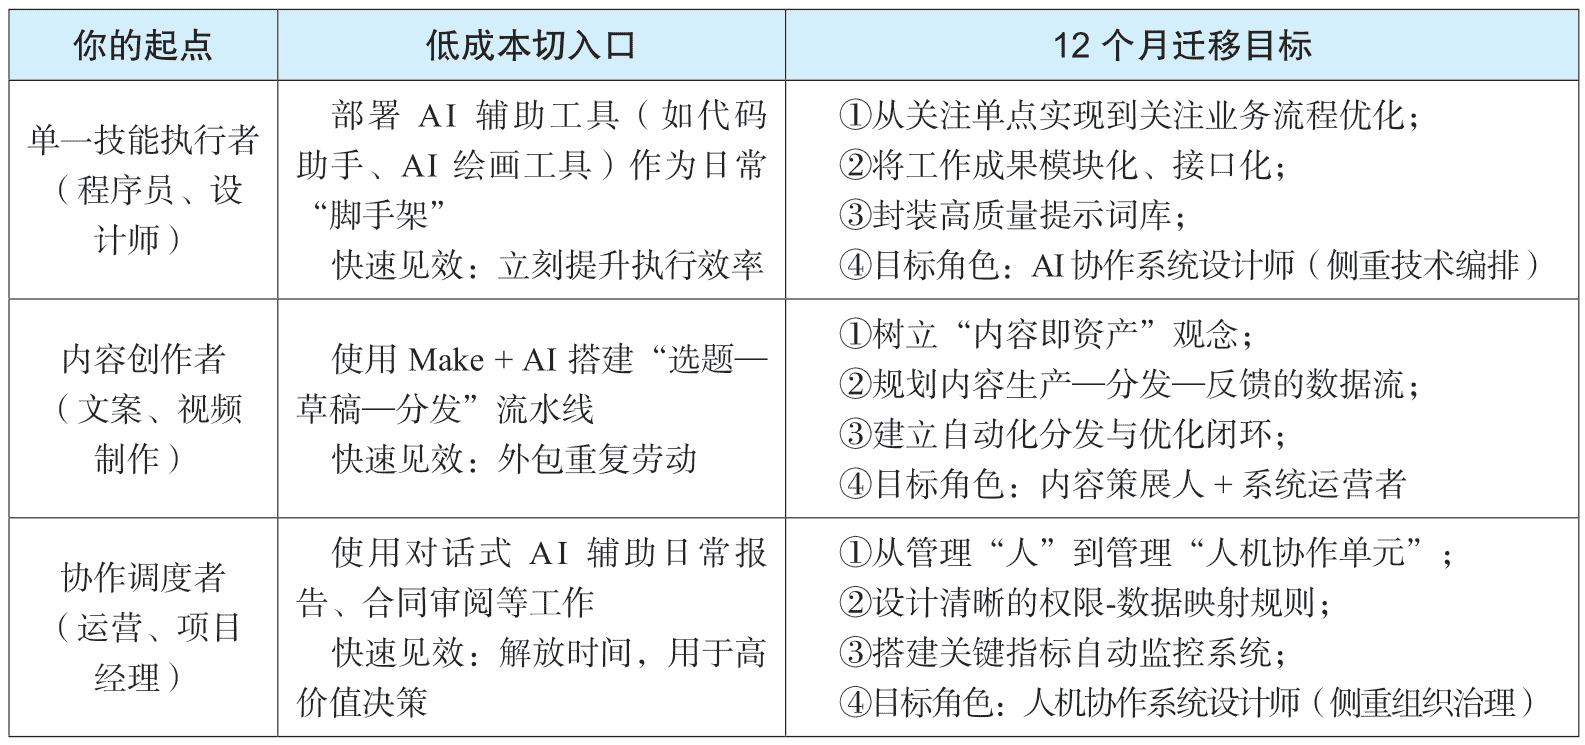 你的起点
低成本切入口
12 个月迁移目标
单一技能执行者
（程序员、设
计师）
部署 AI 辅助工具（如代码
助手、AI 绘画工具）作为日常
“脚手架”
快速见效：立刻提升执行效率
①从关注单点实现到关注业务流程优化；
②将工作成果模块化、接口化；
③封装高质量提示词库；
④目标角色：AI 协作系统设计师（侧重技术编排）
内容创作者
（文案、视频
制作）
使用 Make + AI 搭建“选题—
草稿—分发”流水线
快速见效：外包重复劳动
①树立“内容即资产”观念；
②规划内容生产—分发—反馈的数据流；
③建立自动化分发与优化闭环；
④目标角色：内容策展人 + 系统运营者
协作调度者
（运营、项目
经理）
使用对话式 AI 辅助日常报
告、合同审阅等工作
快速见效：解放时间，用于高
价值决策
①从管理“人”到管理“人机协作单元”；
②设计清晰的权限-数据映射规则；
③搭建关键指标自动监控系统；
④目标角色：人机协作系统设计师（侧重组织治理）